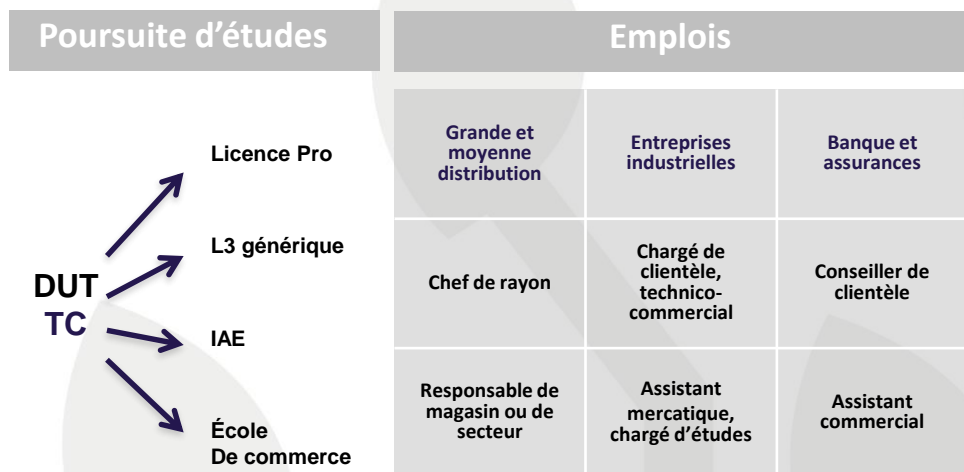 Poursuite d'études
Licence Pro
L3 générique
DUT
TC
IAE
École
De commerce
Emplois
Grande et
moyenne
distribution
Entreprises
industrielles
Banque et
assurances
Chef de rayon
Chargé de
clientèle,
technico-
commercial
Conseiller de
clientèle
Responsable de
magasin ou de
secteur
Assistant
mercatique,
chargé d'études
Assistant
commercial